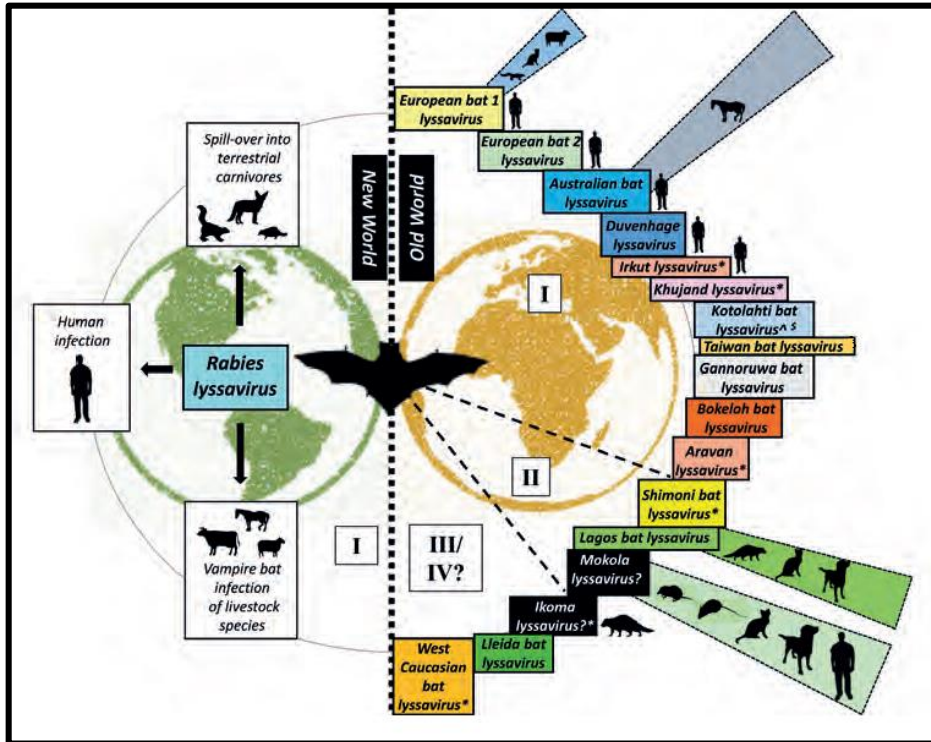 Spill-over into
terrestrial
carnivores
New World
Old World
Human
infection
Rabies
lyssavirus
Vampire bat
infection
of livestock
species
I
I
II
III/
IV?
European bat 1
lyssavirus
European bat 2
lyssavirus
Australian bat
lyssavirus
Duvenhage
lyssavirus
Irkut lyssavirus*
Khujand lyssavirus*
Kotolahti bat
lyssavirus^ $
Taiwan bat lyssavirus
Gannoruwa bat
lyssavirus
Bokeloh bat
lyssavirus
Aravan
lyssavirus*
Shimoni bat
lyssavirus*
Lagos bat lyssavirus
Mokola
lyssavirus?
Ikoma
lyssavirus?*
Lleida bat
lyssavirus
West
Caucasian
bat
lyssavirus*